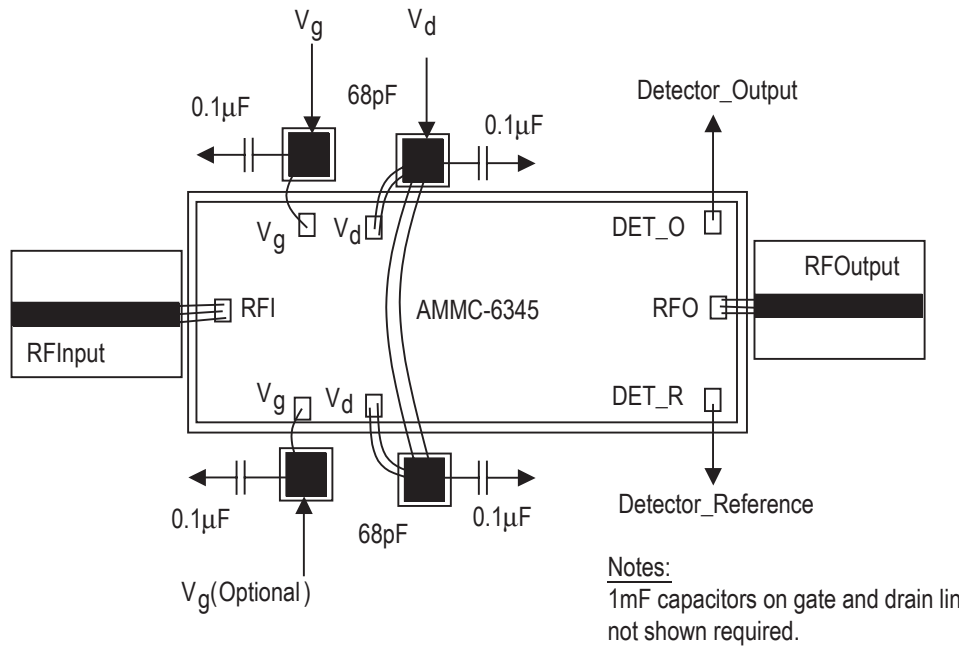 Vg
Vd
68pF
0.1μF
0.1μF
Detector_Output
Vg
Vd
DET_O
RFOutput
RFI
AMMC-6345
RFO
RFInput
Vg
Vd
DET_R
0.1μF
68pF
0.1μF
Detector_Reference
Vg(Optional)
Notes:
1mF capacitors on gate and drain lin
not shown required.